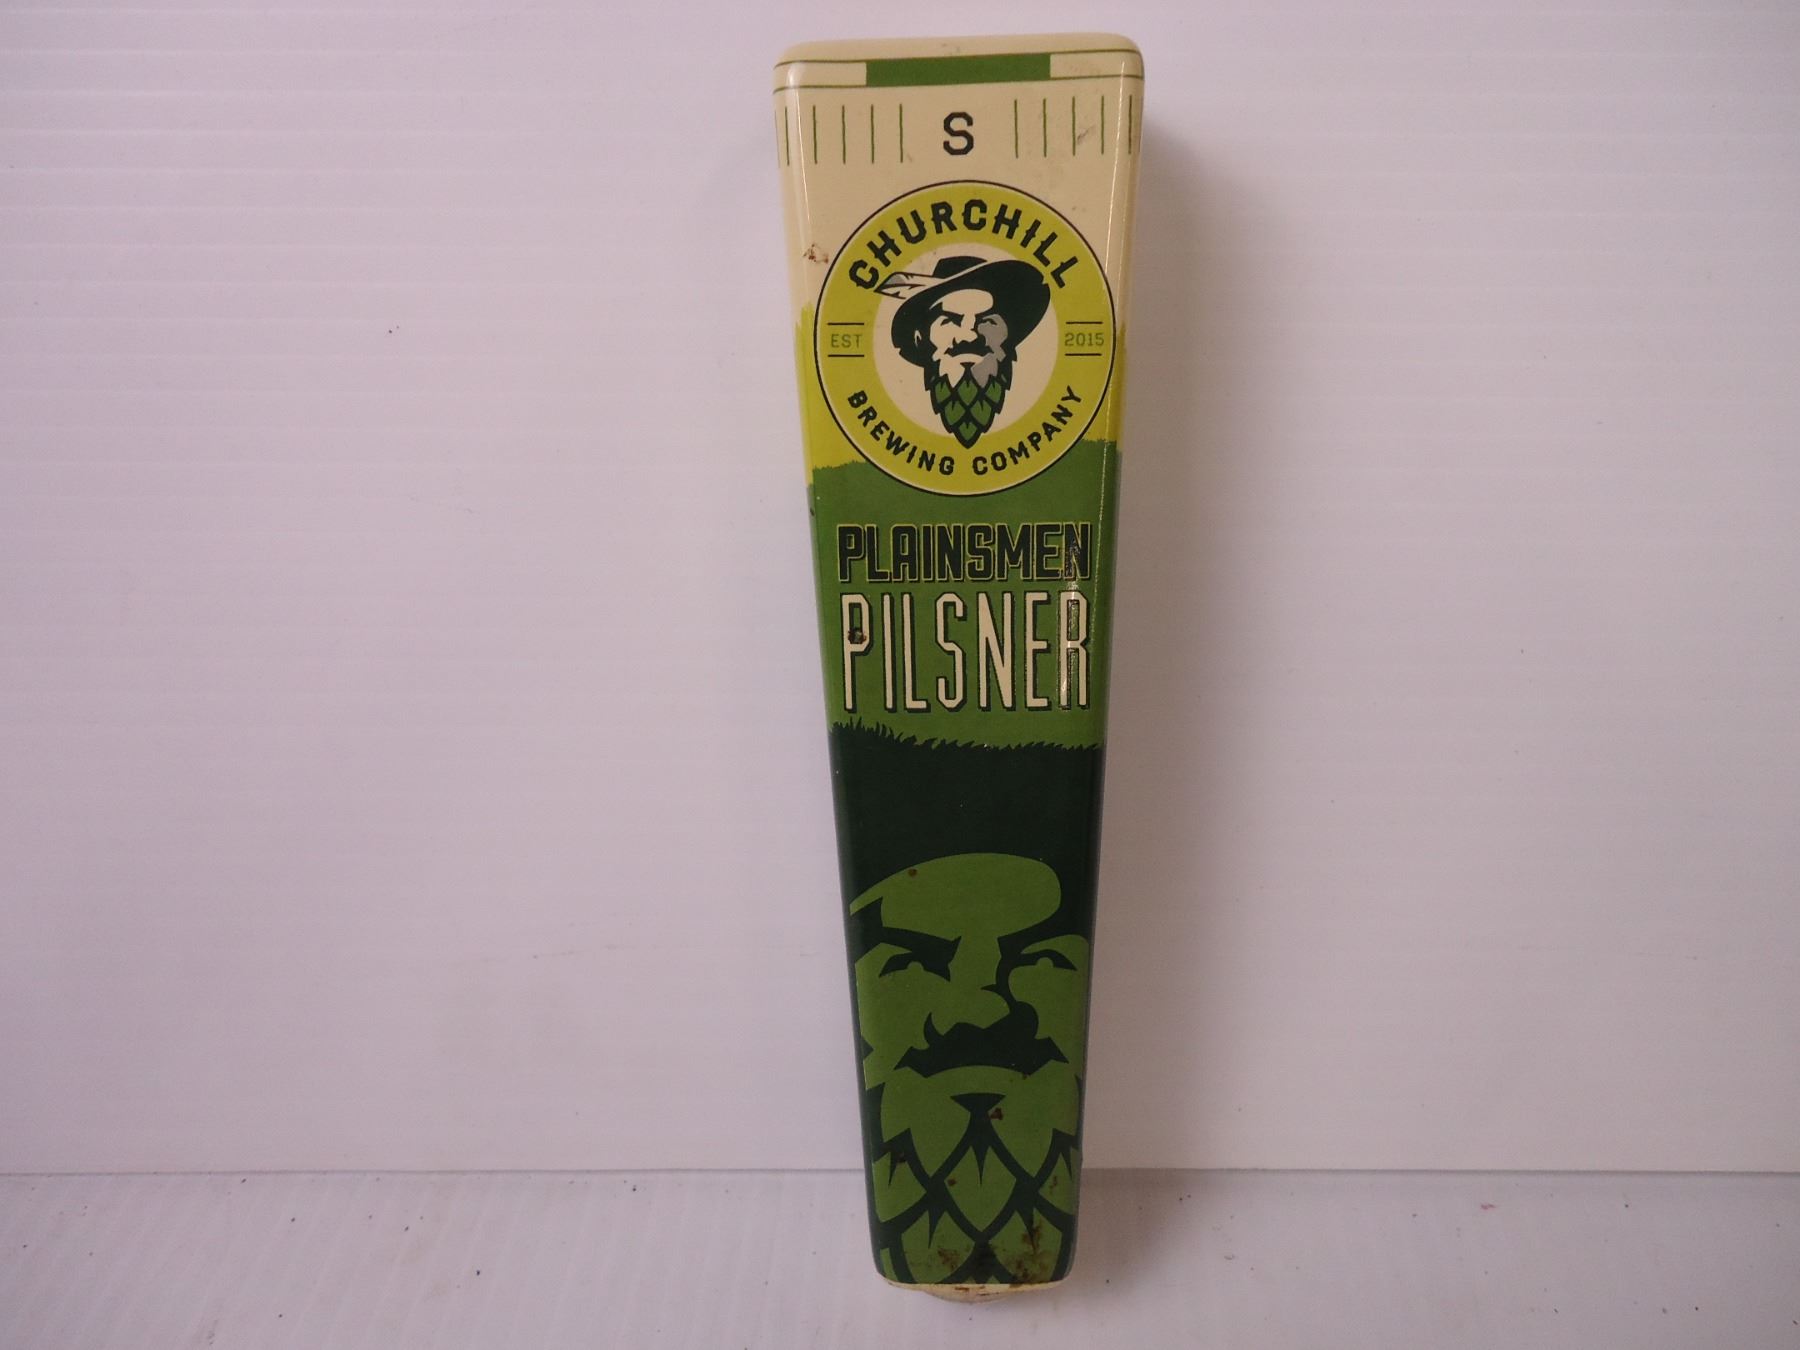 S
CHURCHILL
EST 2015
BREWING COMPANY
PLAINSMEN
PILSNER